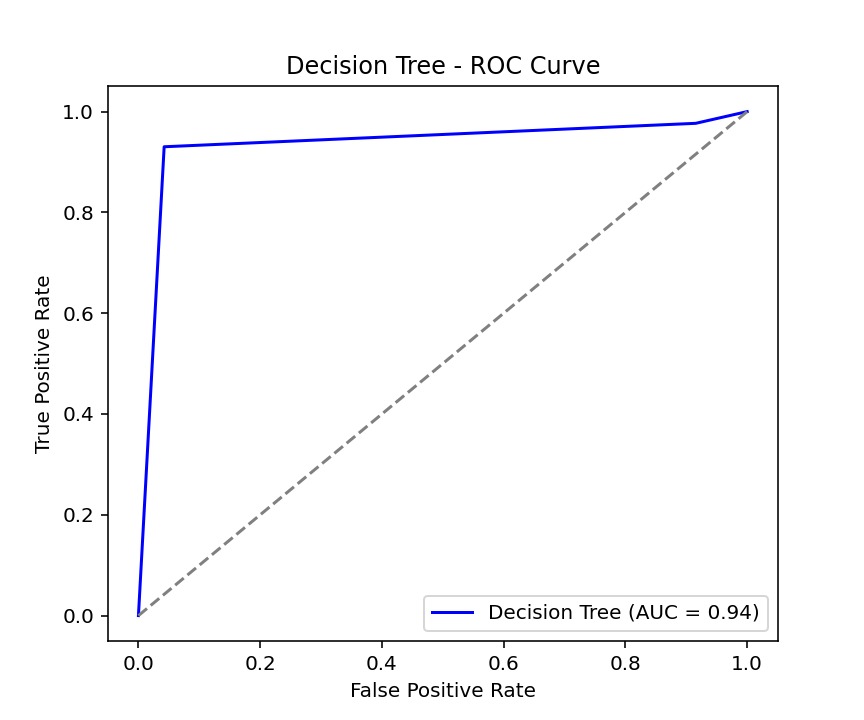 Decision Tree - ROC Curve
True Positive Rate
1.0
0.8
0.6
0.4
0.2
0.0
Decision Tree (AUC = 0.94)
0.0 0.2 0.4 0.6 0.8 1.0
False Positive Rate